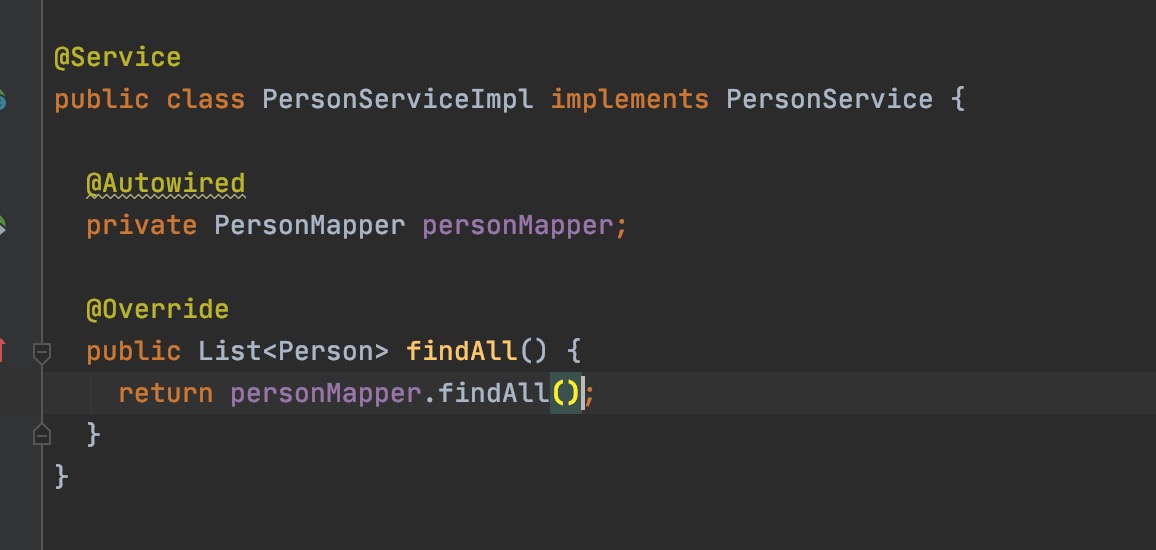 @Service
public class PersonServiceImpl implements PersonService {
@Autowired
private PersonMapper personMapper;
@Override
public List<Person> findAll() {
return personMapper.findAll();
}
}